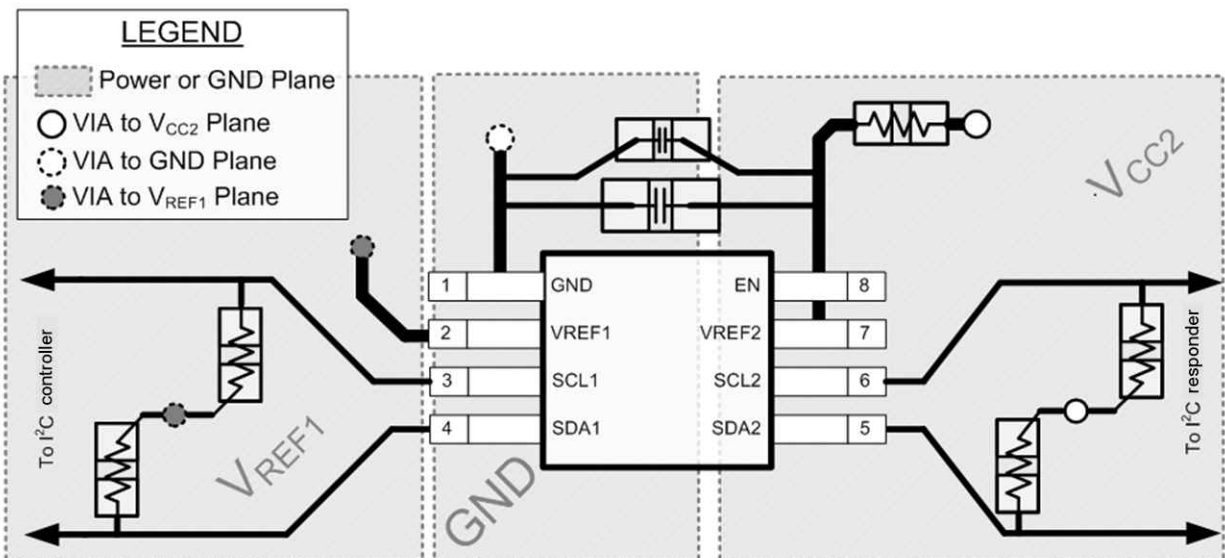 LEGEND
Power or GND Plane
VIA to VCC2 Plane
VIA to GND Plane
VIA to VREF1 Plane
VCC2
1 GND EN 8
2 VREF1 VREF2 7
3 SCL1 SCL2 6
4 SDA1 SDA2 5
To I²C controller
To I²C responder
VREF1
GND